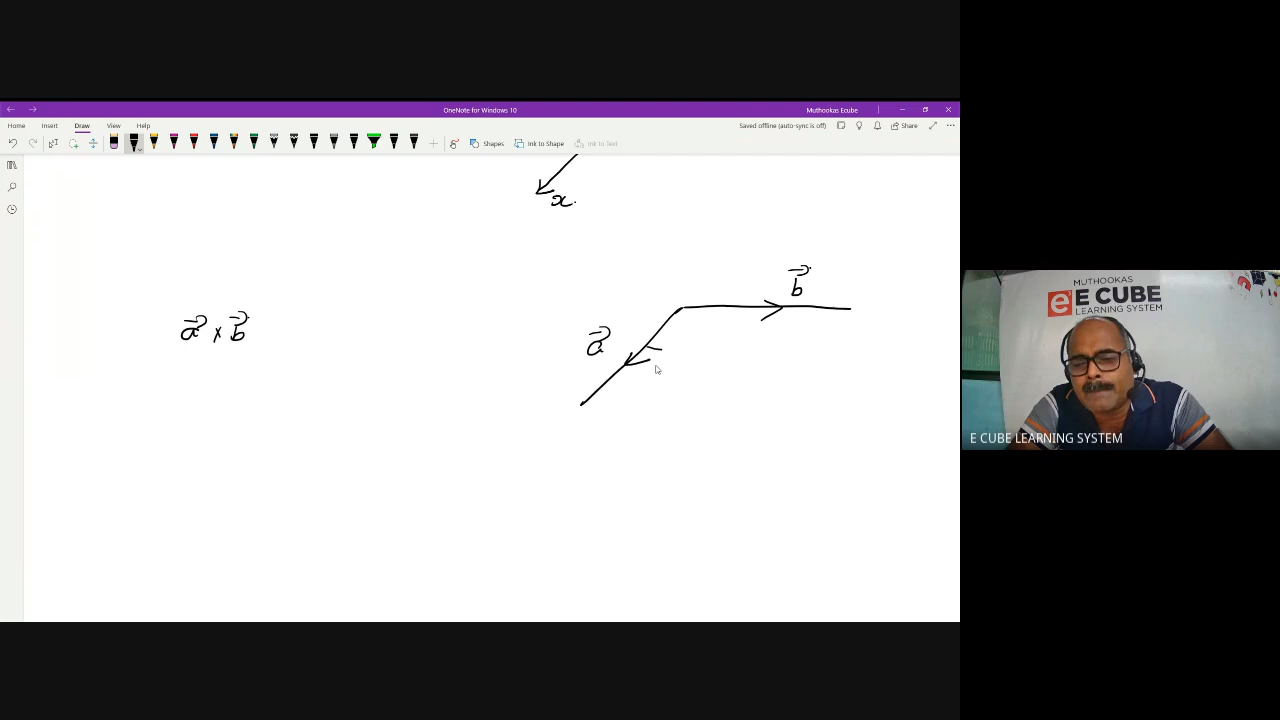 OneNote for Windows 10
Muthookas Ecube
Home Insert Draw View Help
Saved offline (auto-sync is off)
Share
Shapes
Ink to Shape
Ink to Text
x.
b⃗
a⃗ × b⃗
a⃗
MUTHOOKAS
e³ E CUBE
LEARNING SYSTEM
E CUBE LEARNING SYSTEM